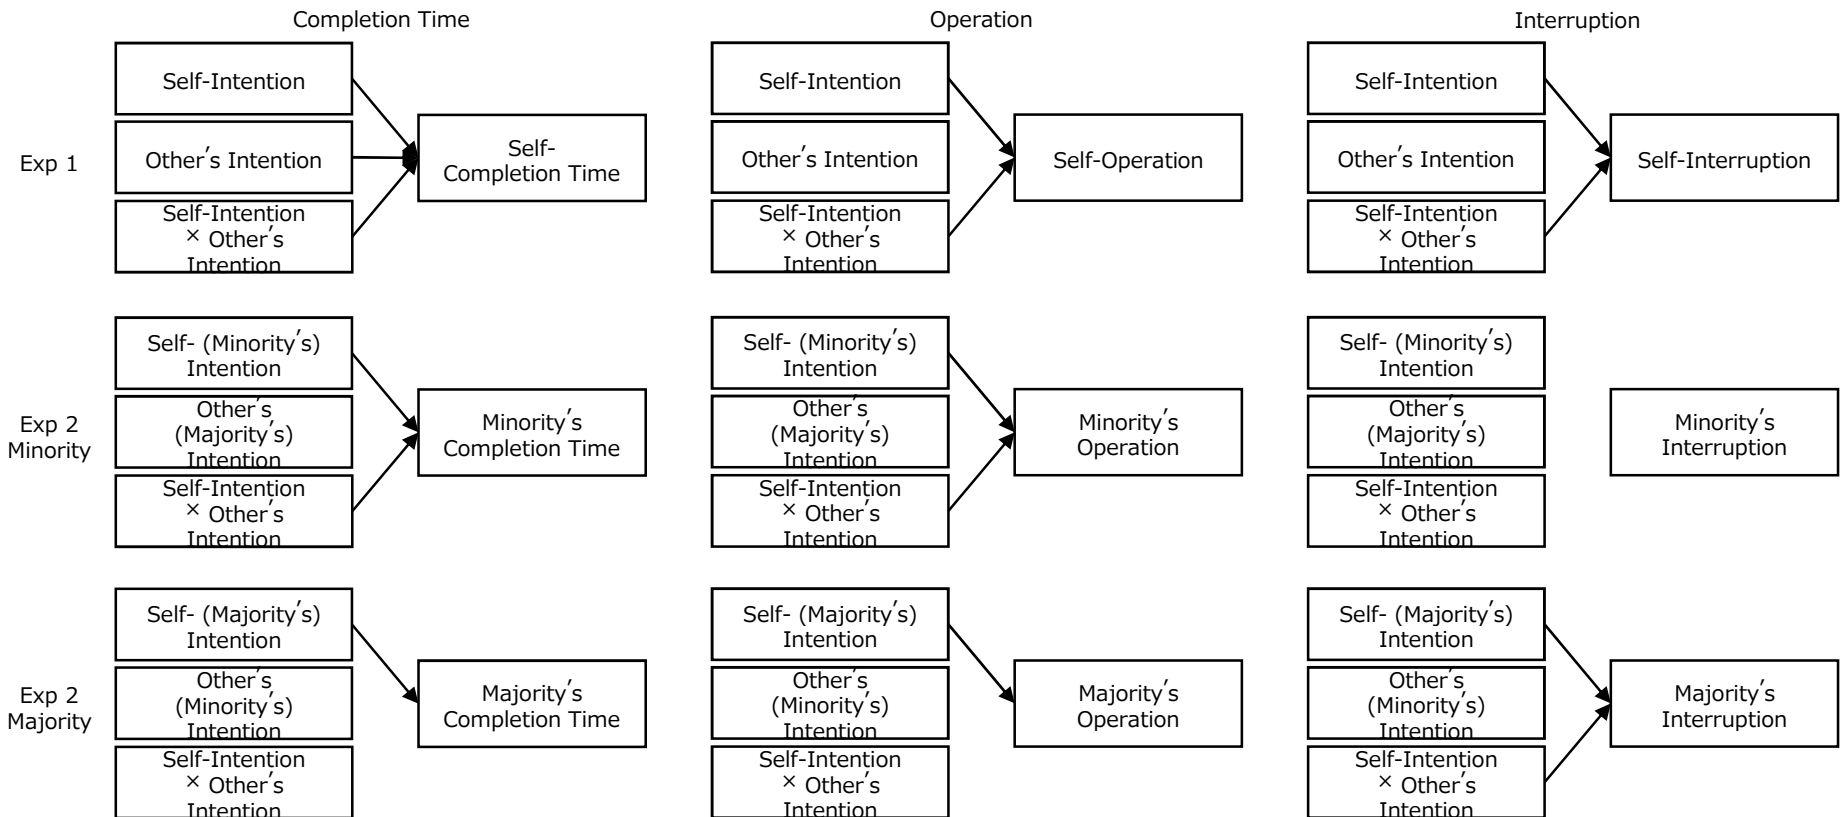 Completion Time
Operation
Interruption
Exp 1
Self-Intention
Other's Intention
Self-Intention
× Other's
Intention
Self-
Completion Time
Self-Intention
Other's Intention
Self-Intention
× Other's
Intention
Self-Operation
Self-Intention
Other's Intention
Self-Intention
× Other's
Intention
Self-Interruption
Exp 2
Minority
Self- (Minority's)
Intention
Other's
(Majority's)
Intention
Self-Intention
× Other's
Intention
Minority's
Completion Time
Self- (Minority's)
Intention
Other's
(Majority's)
Intention
Self-Intention
× Other's
Intention
Minority's
Operation
Self- (Minority's)
Intention
Other's
(Majority's)
Intention
Self-Intention
× Other's
Intention
Minority's
Interruption
Exp 2
Majority
Self- (Majority's)
Intention
Other's
(Minority's)
Intention
Self-Intention
× Other's
Intention
Majority's
Completion Time
Self- (Majority's)
Intention
Other's
(Minority's)
Intention
Self-Intention
× Other's
Intention
Majority's
Operation
Self- (Majority's)
Intention
Other's
(Minority's)
Intention
Self-Intention
× Other's
Intention
Majority's
Interruption